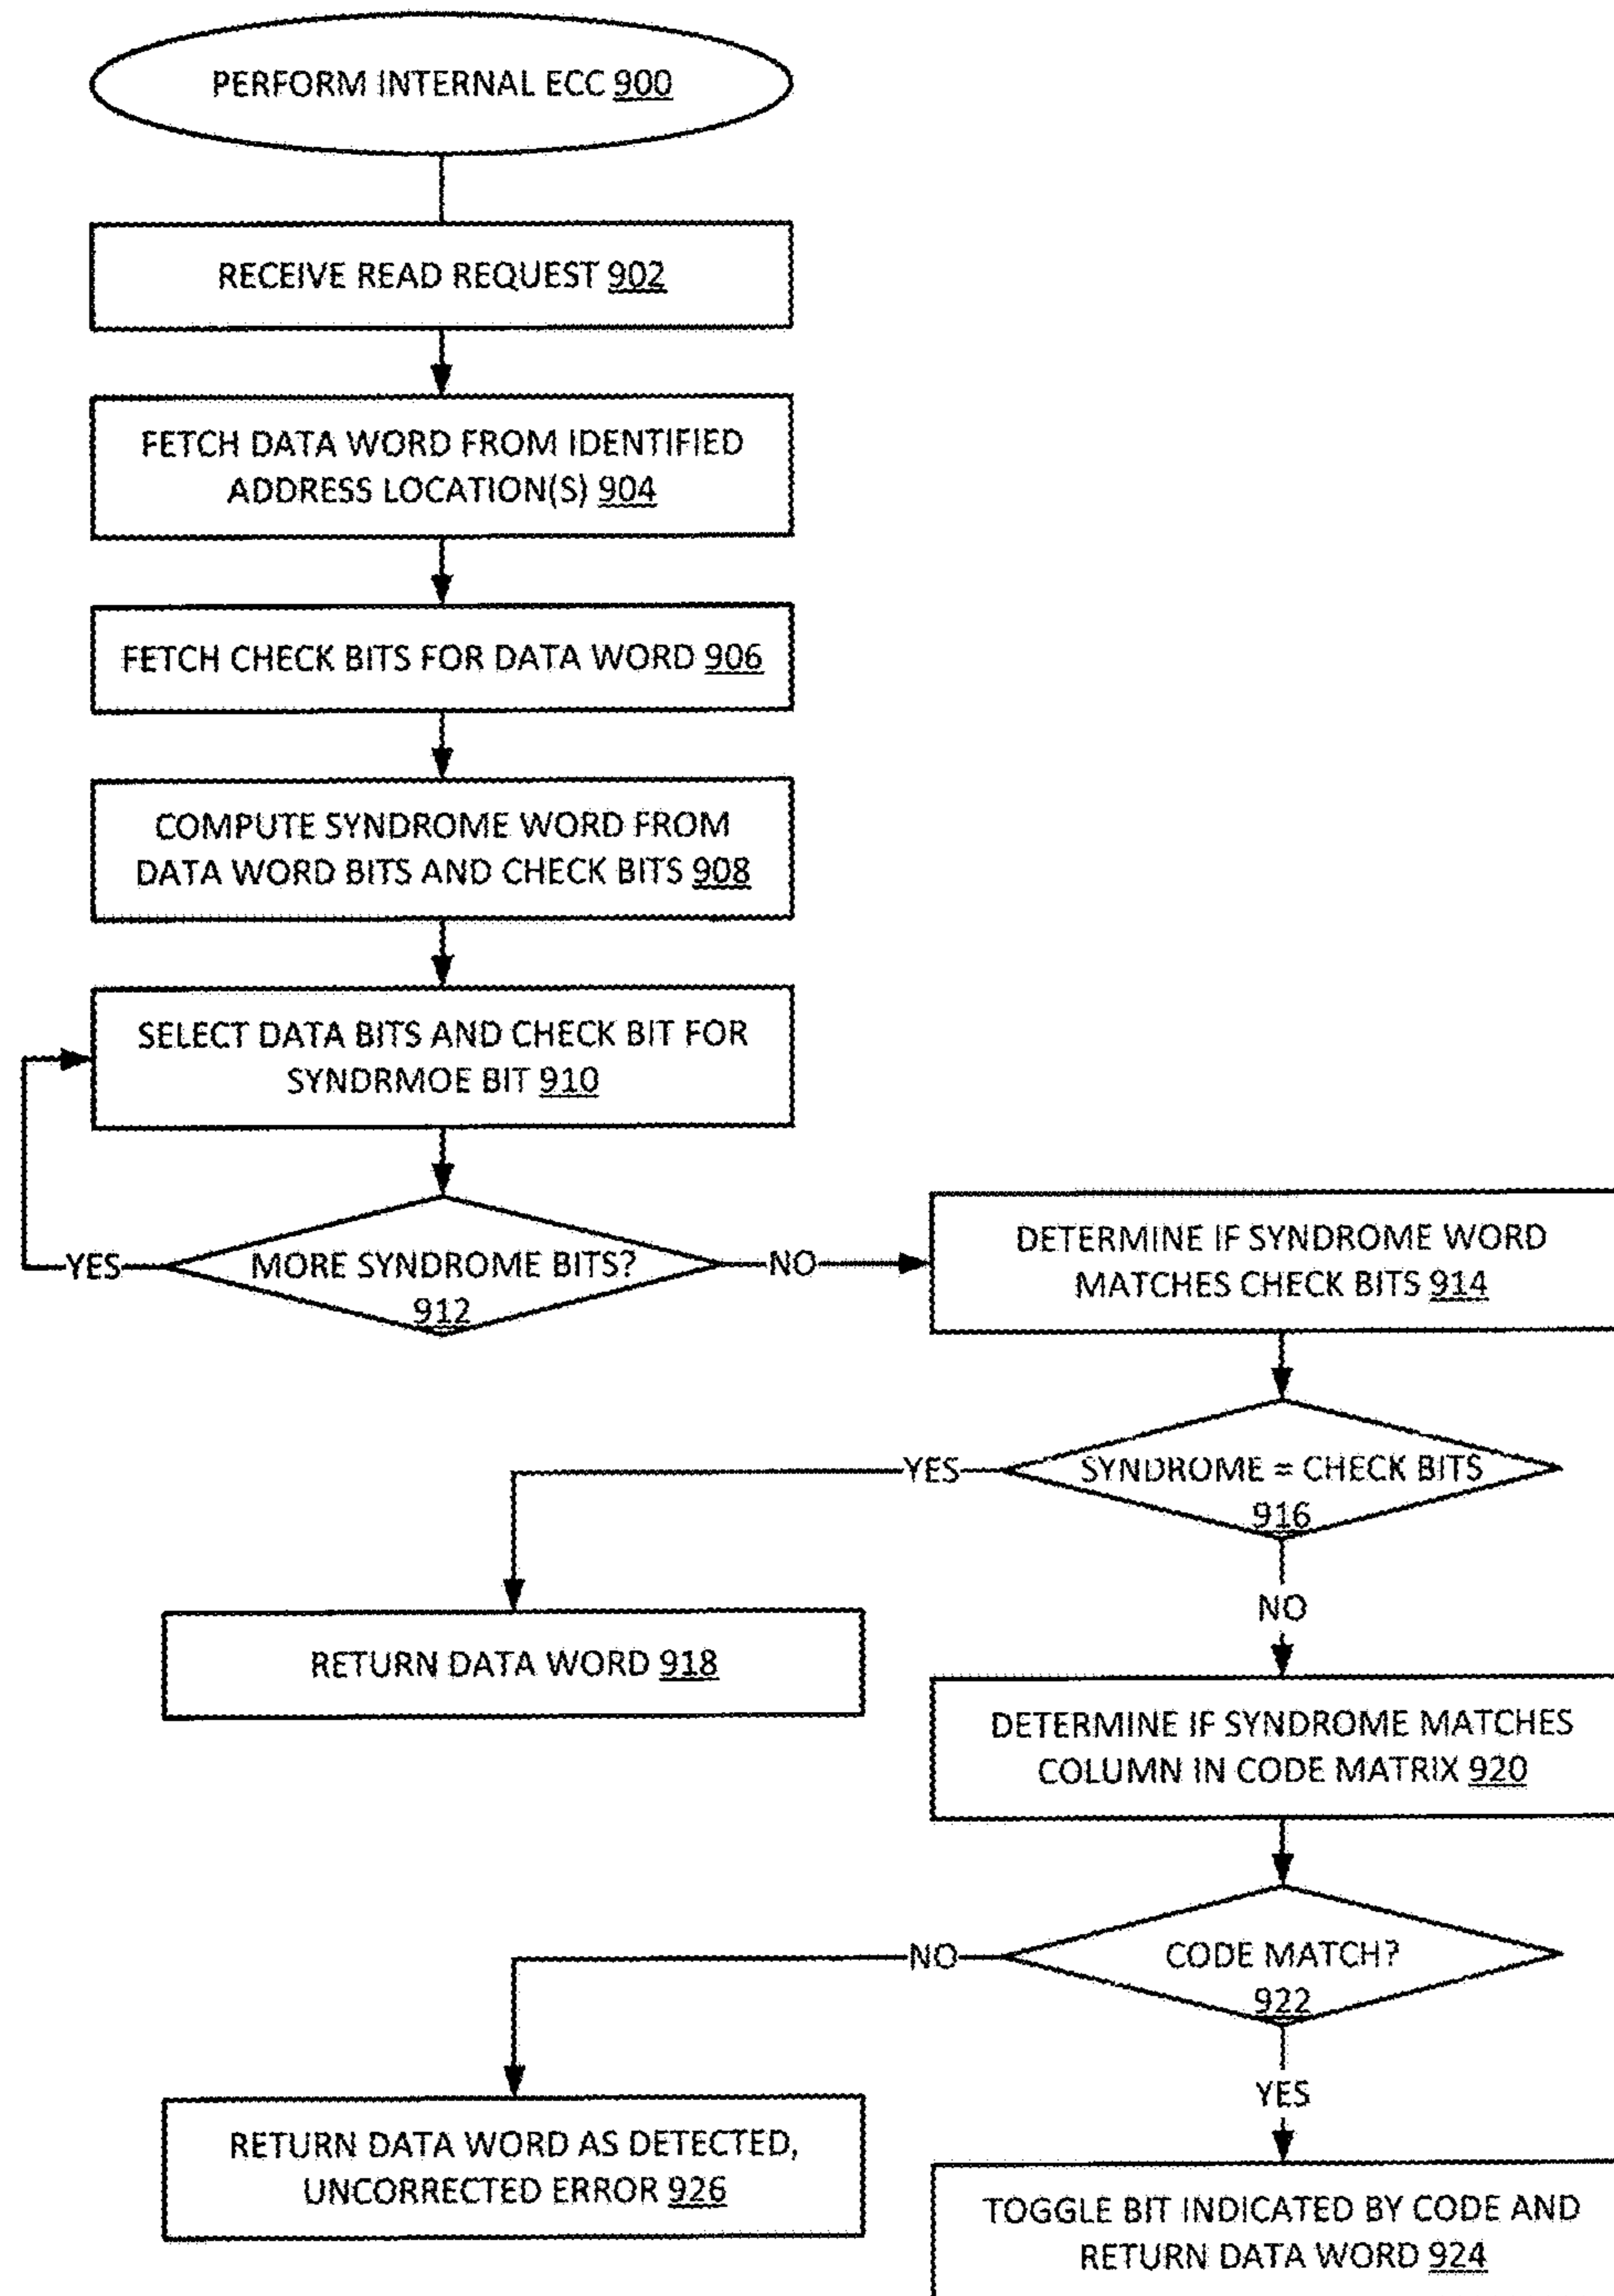 PERFORM INTERNAL ECC 900
RECEIVE READ REQUEST 902
FETCH DATA WORD FROM IDENTIFIED
ADDRESS LOCATION(S) 904
FETCH CHECK BITS FOR DATA WORD 906
COMPUTE SYNDROME WORD FROM
DATA WORD BITS AND CHECK BITS 908
SELECT DATA BITS AND CHECK BIT FOR
SYNDRMOE BIT 910
YES
MORE SYNDROME BITS?
912
NO
DETERMINE IF SYNDROME WORD
MATCHES CHECK BITS 914
YES
SYNDROME = CHECK BITS
916
NO
RETURN DATA WORD 918
DETERMINE IF SYNDROME MATCHES
COLUMN IN CODE MATRIX 920
NO
CODE MATCH?
922
YES
RETURN DATA WORD AS DETECTED,
UNCORRECTED ERROR 926
TOGGLE BIT INDICATED BY CODE AND
RETURN DATA WORD 924